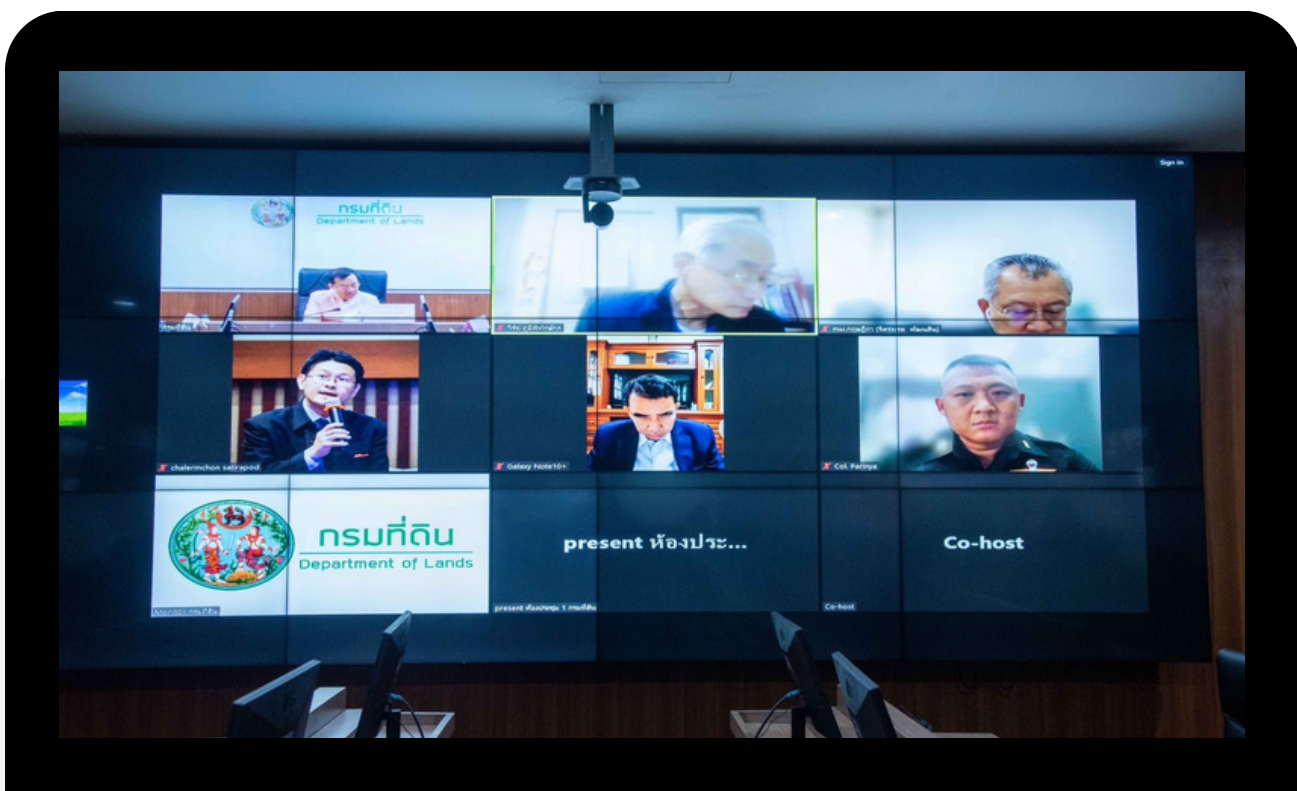 Sign in
กรมที่ดิน
Department of Lands
chalermchon satirapod
Galaxy Note10+
Col. Parinya
กรมที่ดิน
Department of Lands
present ห้องประ...
Co-host
present ห้องประชุม 1 กรมที่ดิน
Co-host